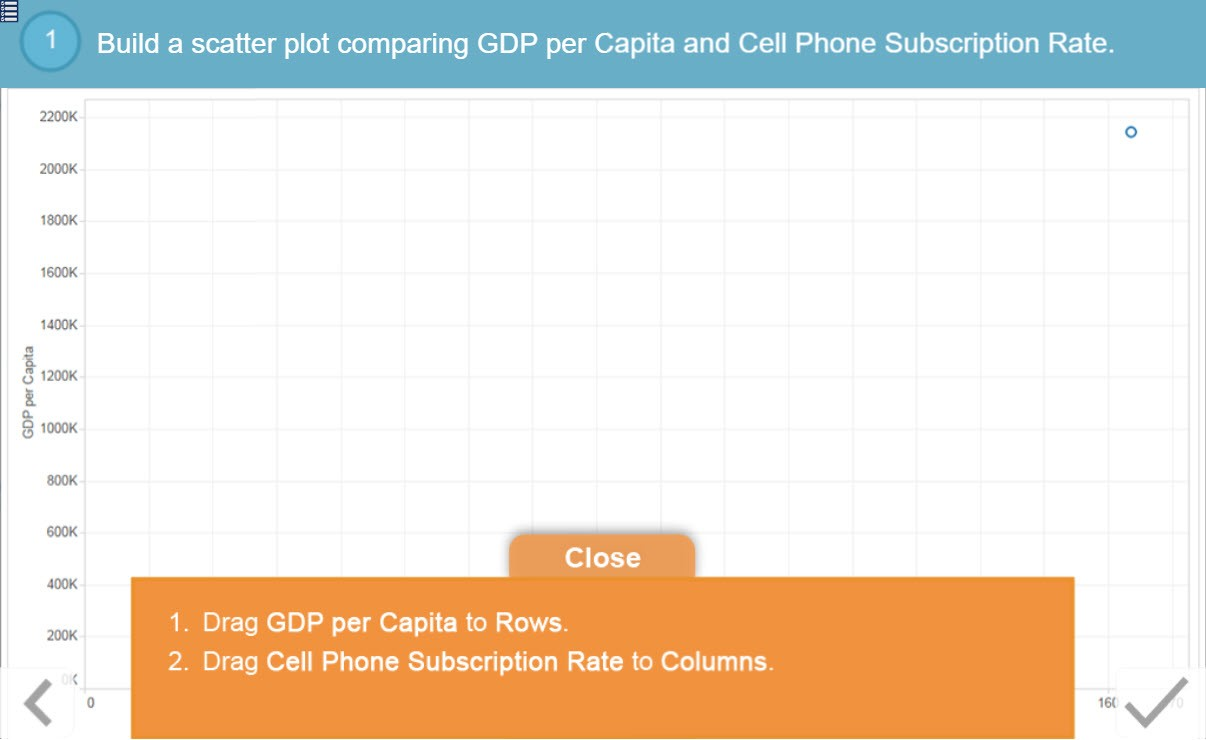 1
Build a scatter plot comparing GDP per Capita and Cell Phone Subscription Rate.
2200K
2000K
1800K
1600K
1400K
1200K
1000K
800K
600K
400K
200K
0K
GDP per Capita
Close
1. Drag GDP per Capita to Rows.
2. Drag Cell Phone Subscription Rate to Columns.
0